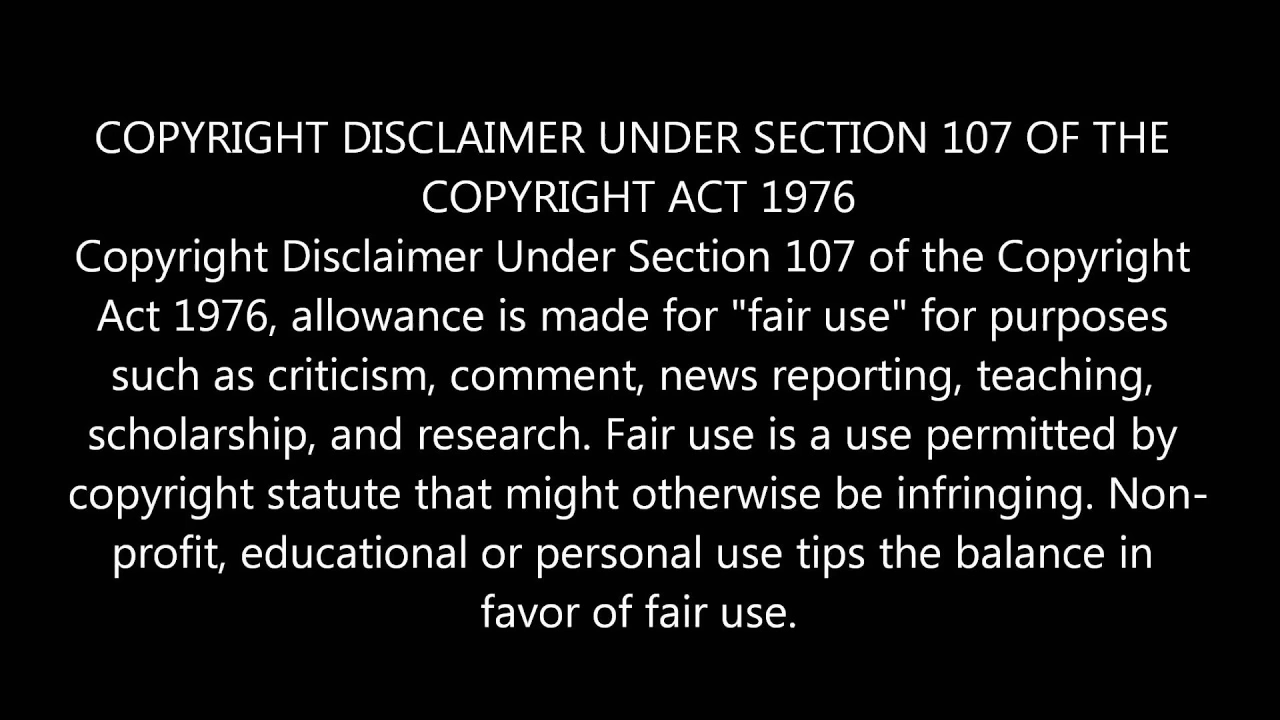 COPYRIGHT DISCLAIMER UNDER SECTION 107 OF THE
COPYRIGHT ACT 1976
Copyright Disclaimer Under Section 107 of the Copyright
Act 1976, allowance is made for "fair use" for purposes
such as criticism, comment, news reporting, teaching,
scholarship, and research. Fair use is a use permitted by
copyright statute that might otherwise be infringing. Non-
profit, educational or personal use tips the balance in
favor of fair use.